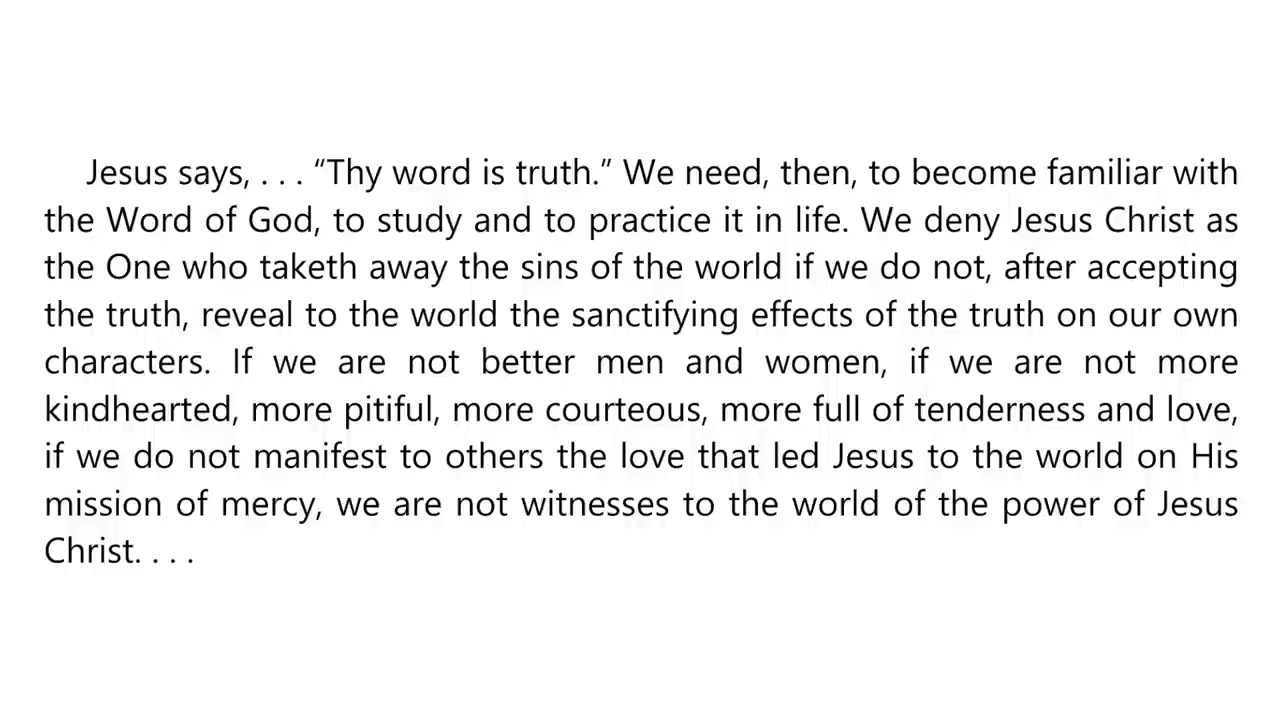 Jesus says, . . . “Thy word is truth.” We need, then, to become familiar with
the Word of God, to study and to practice it in life. We deny Jesus Christ as
the One who taketh away the sins of the world if we do not, after accepting
the truth, reveal to the world the sanctifying effects of the truth on our own
characters. If we are not better men and women, if we are not more
kindhearted, more pitiful, more courteous, more full of tenderness and love,
if we do not manifest to others the love that led Jesus to the world on His
mission of mercy, we are not witnesses to the world of the power of Jesus
Christ. . . .